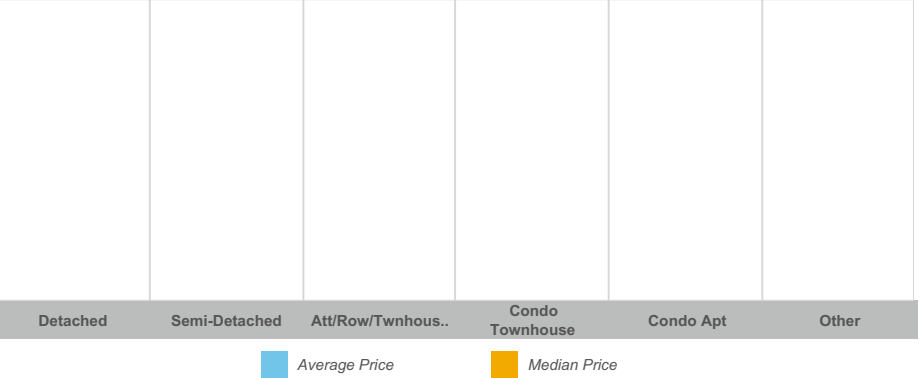 Detached
Semi-Detached
Att/Row/Twnhous..
Condo
Townhouse
Condo Apt
Other
Average Price
Median Price